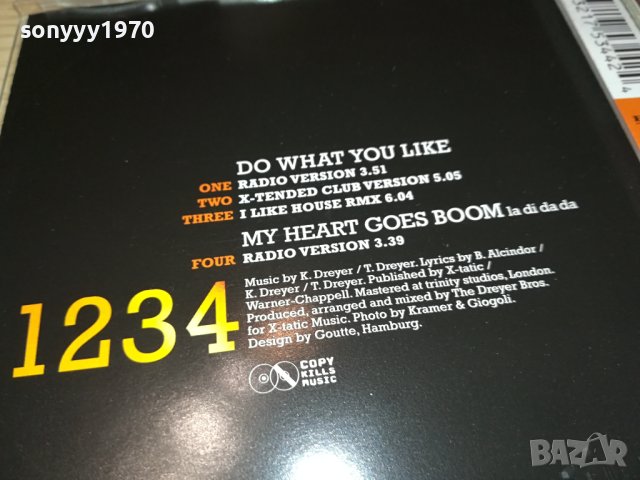 sonyyy1970
DO WHAT YOU LIKE
ONE RADIO VERSION 3.51
TWO X-TENDED CLUB VERSION 5.05
THREE I LIKE HOUSE RMX 6.04
MY HEART GOES BOOM la di da da
FOUR RADIO VERSION 3.39
Music by K. Dreyer / T. Dreyer. Lyrics by B. Alcindor /
K. Dreyer / T. Dreyer. Published by X-tatic /
Warner-Chappell. Mastered at trinity studios, London.
Produced, arranged and mixed by The Dreyer Bros.
for X-tatic Music. Photo by Kramer & Giogoli.
Design by Goutte, Hamburg.
1234
COPY
KILLS
MUSIC
BAZAR
bg